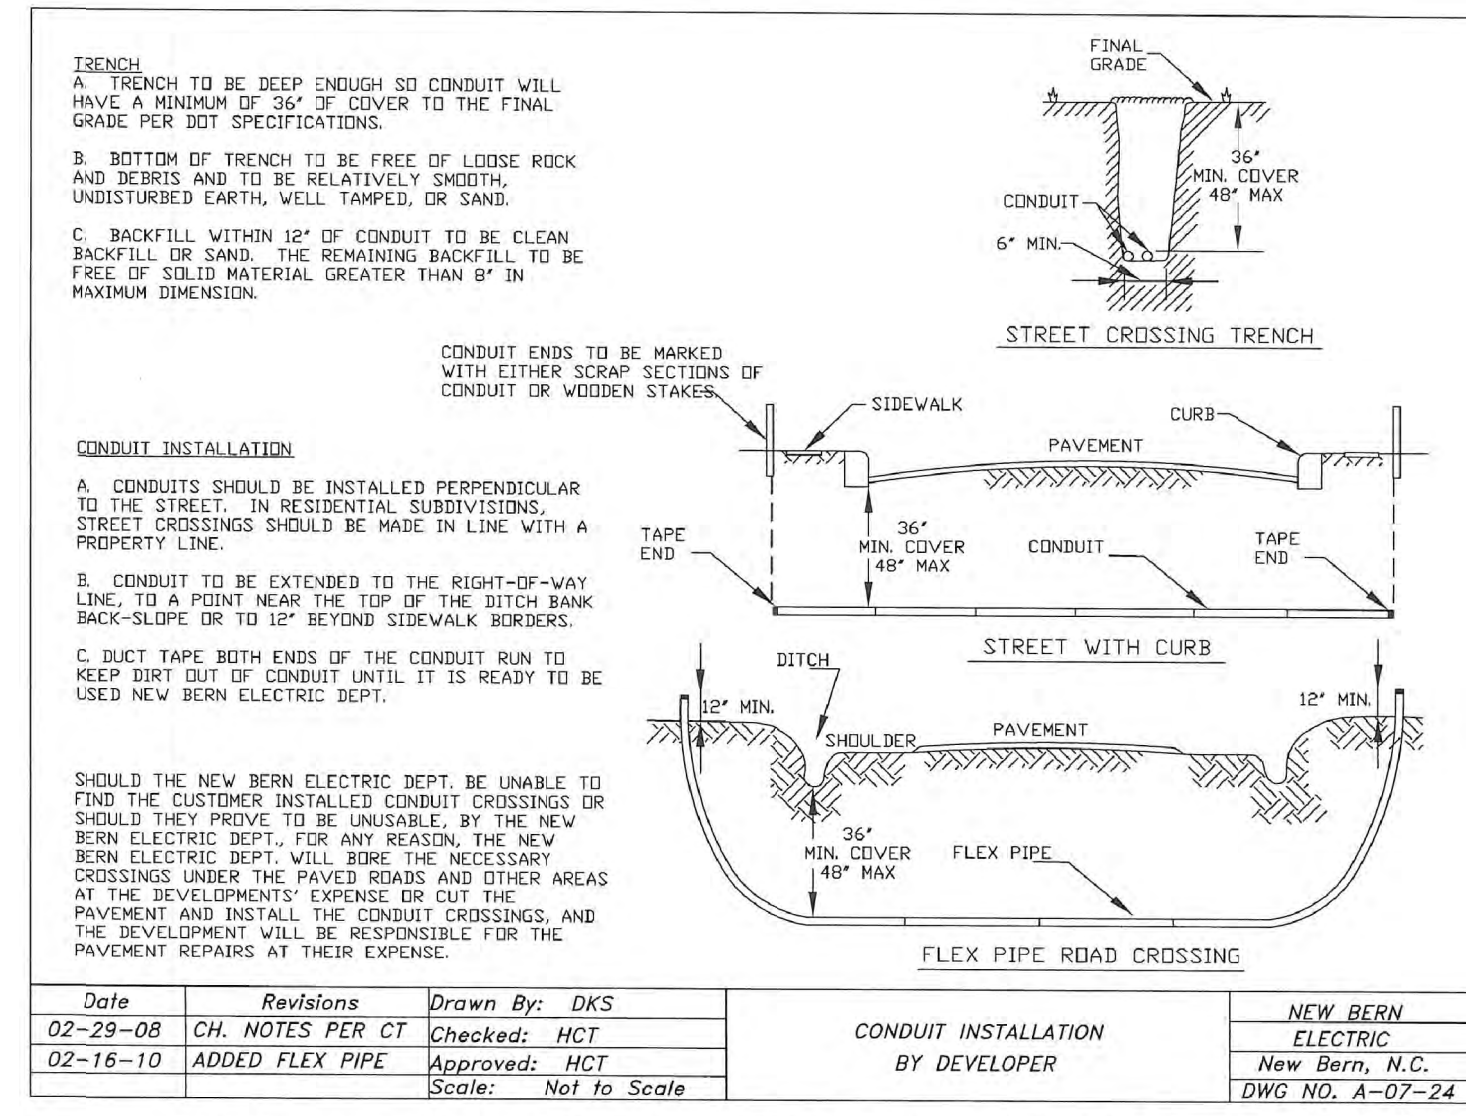 TRENCH
A. TRENCH TO BE DEEP ENOUGH SO CONDUIT WILL
HAVE A MINIMUM OF 36" OF COVER TO THE FINAL
GRADE PER DOT SPECIFICATIONS.
B. BOTTOM OF TRENCH TO BE FREE OF LOOSE ROCK
AND DEBRIS AND TO BE RELATIVELY SMOOTH,
UNDISTURBED EARTH, WELL TAMPED, OR SAND.
C. BACKFILL WITHIN 12" OF CONDUIT TO BE CLEAN
BACKFILL OR SAND. THE REMAINING BACKFILL TO BE
FREE OF SOLID MATERIAL GREATER THAN 8" IN
MAXIMUM DIMENSION.
FINAL
GRADE
36"
MIN. COVER
48" MAX
CONDUIT
6" MIN.
STREET CROSSING TRENCH
CONDUIT ENDS TO BE MARKED
WITH EITHER SCRAP SECTIONS OF
CONDUIT OR WOODEN STAKES.
SIDEWALK
CURB
PAVEMENT
CONDUIT INSTALLATION
A. CONDUITS SHOULD BE INSTALLED PERPENDICULAR
TO THE STREET. IN RESIDENTIAL SUBDIVISIONS,
STREET CROSSINGS SHOULD BE MADE IN LINE WITH A
PROPERTY LINE.
B. CONDUIT TO BE EXTENDED TO THE RIGHT-OF-WAY
LINE, TO A POINT NEAR THE TOP OF THE DITCH BANK
BACK-SLOPE OR TO 12" BEYOND SIDEWALK BORDERS.
C. DUCT TAPE BOTH ENDS OF THE CONDUIT RUN TO
KEEP DIRT OUT OF CONDUIT UNTIL IT IS READY TO BE
USED NEW BERN ELECTRIC DEPT.
TAPE
END
36"
MIN. COVER
48" MAX
CONDUIT
TAPE
END
STREET WITH CURB
DITCH
12" MIN.
SHOULDER
PAVEMENT
12" MIN.
36"
MIN. COVER
48" MAX
FLEX PIPE
FLEX PIPE ROAD CROSSING
SHOULD THE NEW BERN ELECTRIC DEPT. BE UNABLE TO
FIND THE CUSTOMER INSTALLED CONDUIT CROSSINGS OR
SHOULD THEY PROVE TO BE UNUSABLE, BY THE NEW
BERN ELECTRIC DEPT., FOR ANY REASON, THE NEW
BERN ELECTRIC DEPT. WILL BORE THE NECESSARY
CROSSINGS UNDER THE PAVED ROADS AND OTHER AREAS
AT THE DEVELOPMENTS' EXPENSE OR CUT THE
PAVEMENT AND INSTALL THE CONDUIT CROSSINGS, AND
THE DEVELOPMENT WILL BE RESPONSIBLE FOR THE
PAVEMENT REPAIRS AT THEIR EXPENSE.
Date Revisions Drawn By: DKS
02-29-08 CH. NOTES PER CT Checked: HCT
02-16-10 ADDED FLEX PIPE Approved: HCT
Scale: Not to Scale
CONDUIT INSTALLATION
BY DEVELOPER
NEW BERN
ELECTRIC
New Bern, N.C.
DWG NO. A-07-24